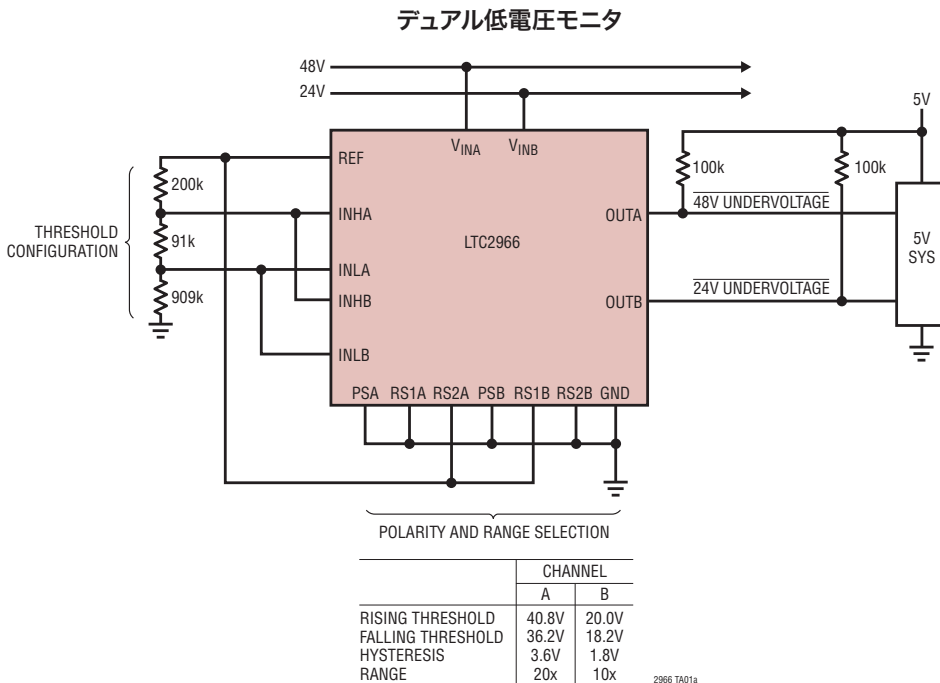 デュアル低電圧モニタ
48V
24V
5V
VINA
VINB
REF
200k
100k
100k
INHA
OUTA
48V UNDERVOLTAGE
THRESHOLD
CONFIGURATION
91k
LTC2966
5V
SYS
INLA
24V UNDERVOLTAGE
909k
INHB
OUTB
INLB
PSA RS1A RS2A PSB RS1B RS2B GND
POLARITY AND RANGE SELECTION
CHANNEL
A B
RISING THRESHOLD 40.8V 20.0V
FALLING THRESHOLD 36.2V 18.2V
HYSTERESIS 3.6V 1.8V
RANGE 20x 10x
2966 TA01a